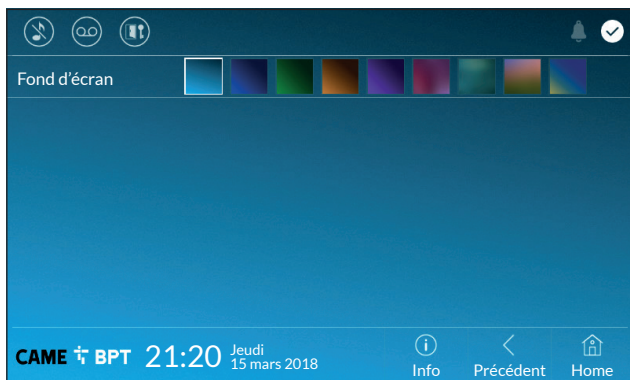 Fond d'écran
CAME BPT 21:20 Jeudi
15 mars 2018
Info Précédent Home